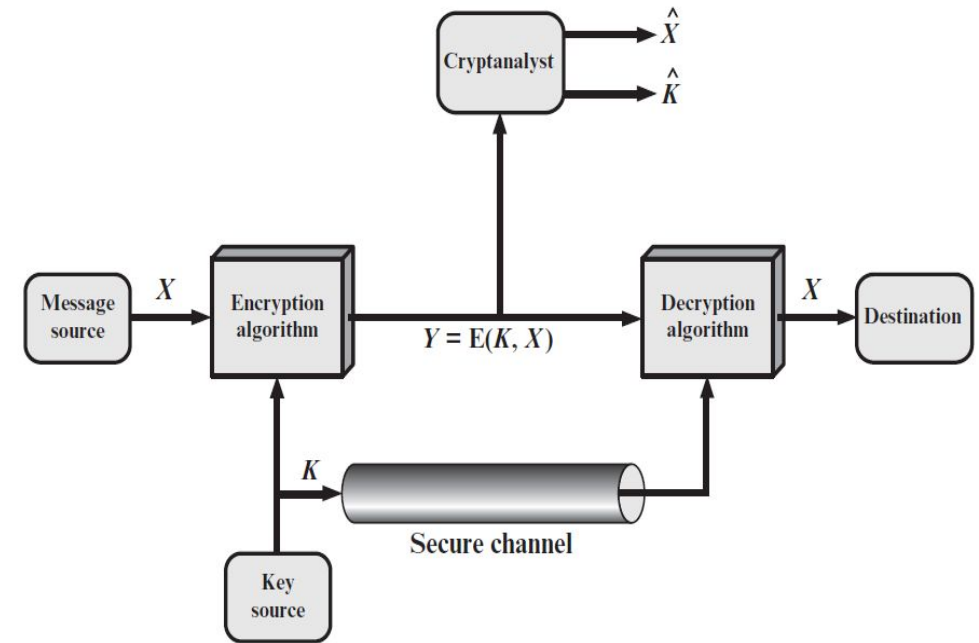 X̂
Cryptanalyst
K̂
Message
source
X
Encryption
algorithm
Y = E(K, X)
Decryption
algorithm
X
Destination
K
Secure channel
Key
source